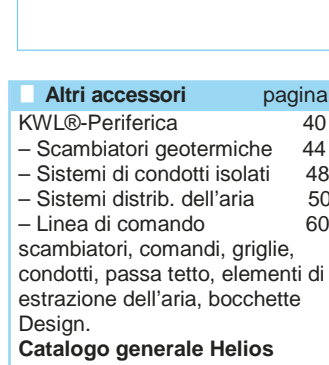 Altri accessori pagina
KWL®-Periferica 40
– Scambiatori geotermiche 44
– Sistemi di condotti isolati 48
– Sistemi distrib. dell'aria 50
– Linea di comando 60
scambiatori, comandi, griglie,
condotti, passa tetto, elementi di
estrazione dell'aria, bocchette
Design.
Catalogo generale Helios